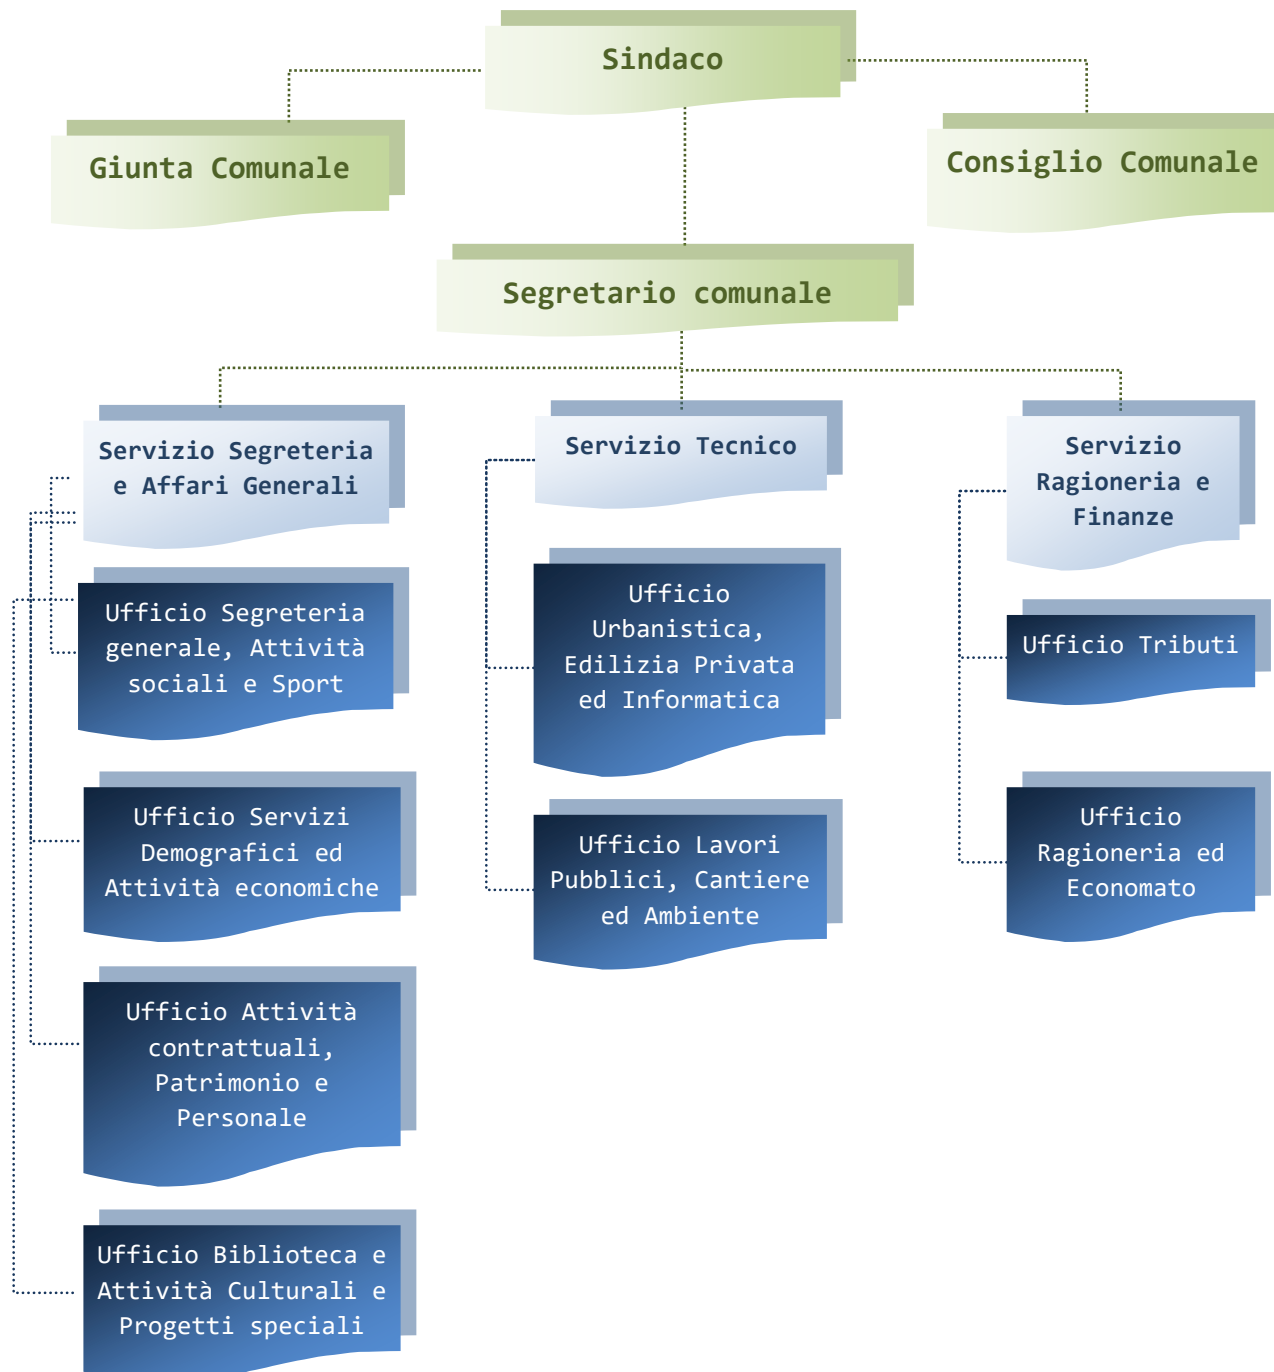 Sindaco
Giunta Comunale
Consiglio Comunale
Segretario comunale
Servizio Segreteria
e Affari Generali
Servizio Tecnico
Servizio
Ragioneria e
Finanze
Ufficio Segreteria
generale, Attività
sociali e Sport
Ufficio
Urbanistica,
Edilizia Privata
ed Informatica
Ufficio Tributi
Ufficio Servizi
Demografici ed
Attività economiche
Ufficio Lavori
Pubblici, Cantiere
ed Ambiente
Ufficio
Ragioneria ed
Economato
Ufficio Attività
contrattuali,
Patrimonio e
Personale
Ufficio Biblioteca e
Attività Culturali e
Progetti speciali